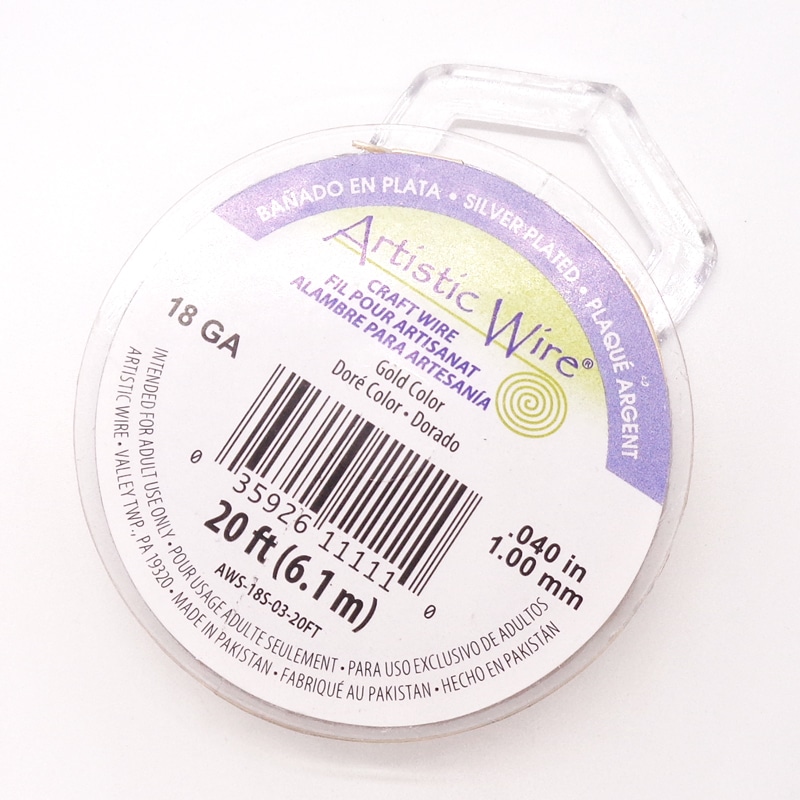 BAÑADO EN PLATA • SILVER PLATED • PLAQUÉ ARGENT
Artistic Wire®
CRAFT WIRE
FIL POUR ARTISANAT
ALAMBRE PARA ARTESANÍA
18 GA
Gold Color
Doré Color • Dorado
0 35926 11111 0
20 ft (6.1 m)
AWS-18S-03-20FT
.040 in
1.00 mm
INTENDED FOR ADULT USE ONLY • POUR USAGE ADULTE SEULEMENT • PARA USO EXCLUSIVO DE ADULTOS
ARTISTIC WIRE • VALLEY TWP., PA 19320 • MADE IN PAKISTAN • FABRIQUÉ AU PAKISTAN • HECHO EN PAKISTÁN